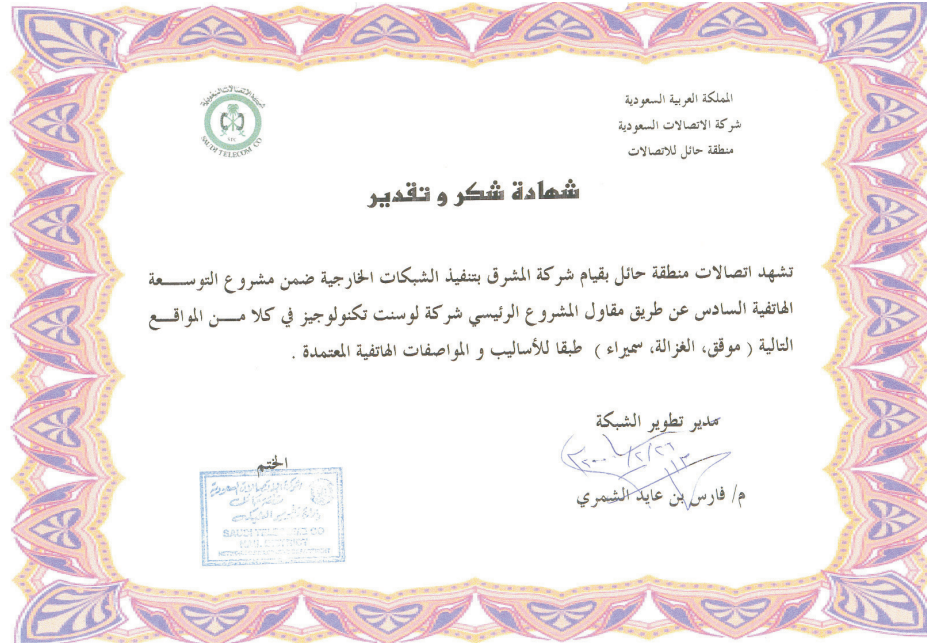 المملكة العربية السعودية
شركة الاتصالات السعودية
منطقة حائل للاتصالات
SAUDI TELECOM CO
شهادة شكر و تقدير
تشهد اتصالات منطقة حائل بقيام شركة المشرق بتنفيذ الشبكات الخارجية ضمن مشروع التوسعة
الهاتفية السادس عن طريق مقاول المشروع الرئيسي شركة لوسنت تكنولوجيز في كلا من المواقع
التالية ( موقق، الغزالة، سميراء ) طبقا للأساليب و المواصفات الهاتفية المعتمدة .
مدير تطوير الشبكة
م/ فارس بن عايد الشمري
الختم
SAUDI TELECOM CO